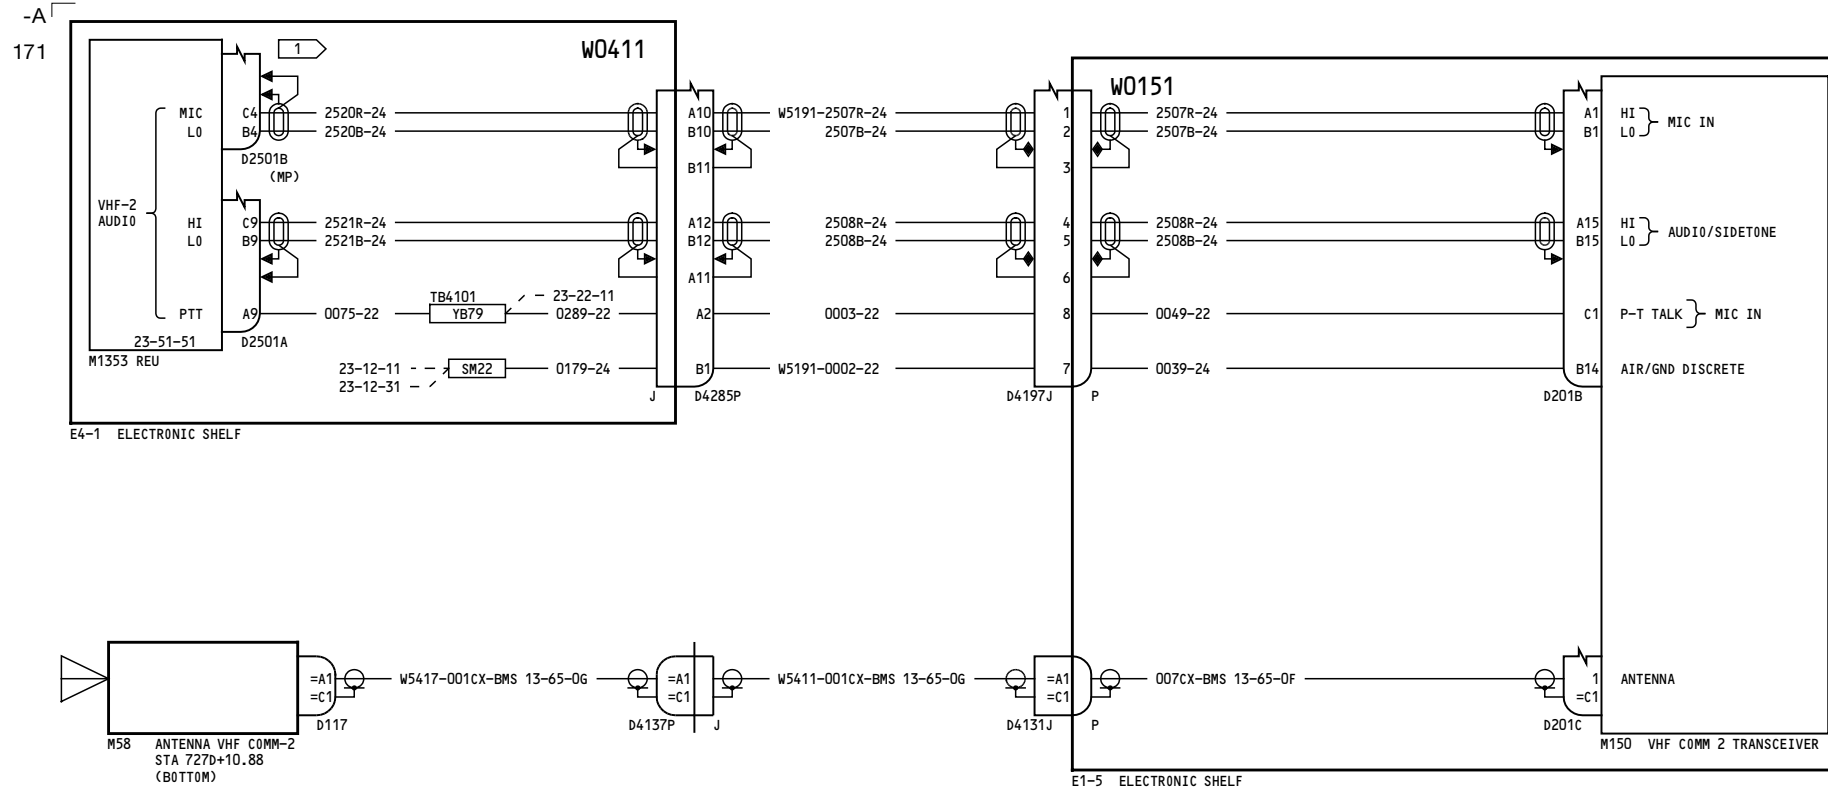 -A
171
1
W0411
W0151
MIC C4 2520R-24 A10 W5191-2507R-24 1 2507R-24 A1 HI
LO B4 2520B-24 B10 2507B-24 2 2507B-24 B1 LO
MIC IN
D2501B
(MP)
B11 3
VHF-2
AUDIO
HI C9 2521R-24 A12 2508R-24 4 2508R-24 A15 HI
LO B9 2521B-24 B12 2508B-24 5 2508B-24 B15 LO
AUDIO/SIDETONE
A11 6
TB4101 23-22-11
PTT A9 0075-22 YB79 0289-22 A2 0003-22 8 0049-22 C1 P-T TALK MIC IN
23-51-51 D2501A
M1353 REU
23-12-11 SM22 0179-24 B1 W5191-0002-22 7 0039-24 B14 AIR/GND DISCRETE
23-12-31
J D4285P D4197J P D201B
E4-1 ELECTRONIC SHELF
=A1 W5417-001CX-BMS 13-65-0G =A1 W5411-001CX-BMS 13-65-0G =A1 007CX-BMS 13-65-0F 1 ANTENNA
=C1 =C1 =C1 =C1
D117 D4137P J D4131J P D201C
M58 ANTENNA VHF COMM-2
STA 727D+10.88
(BOTTOM)
M150 VHF COMM 2 TRANSCEIVER
E1-5 ELECTRONIC SHELF